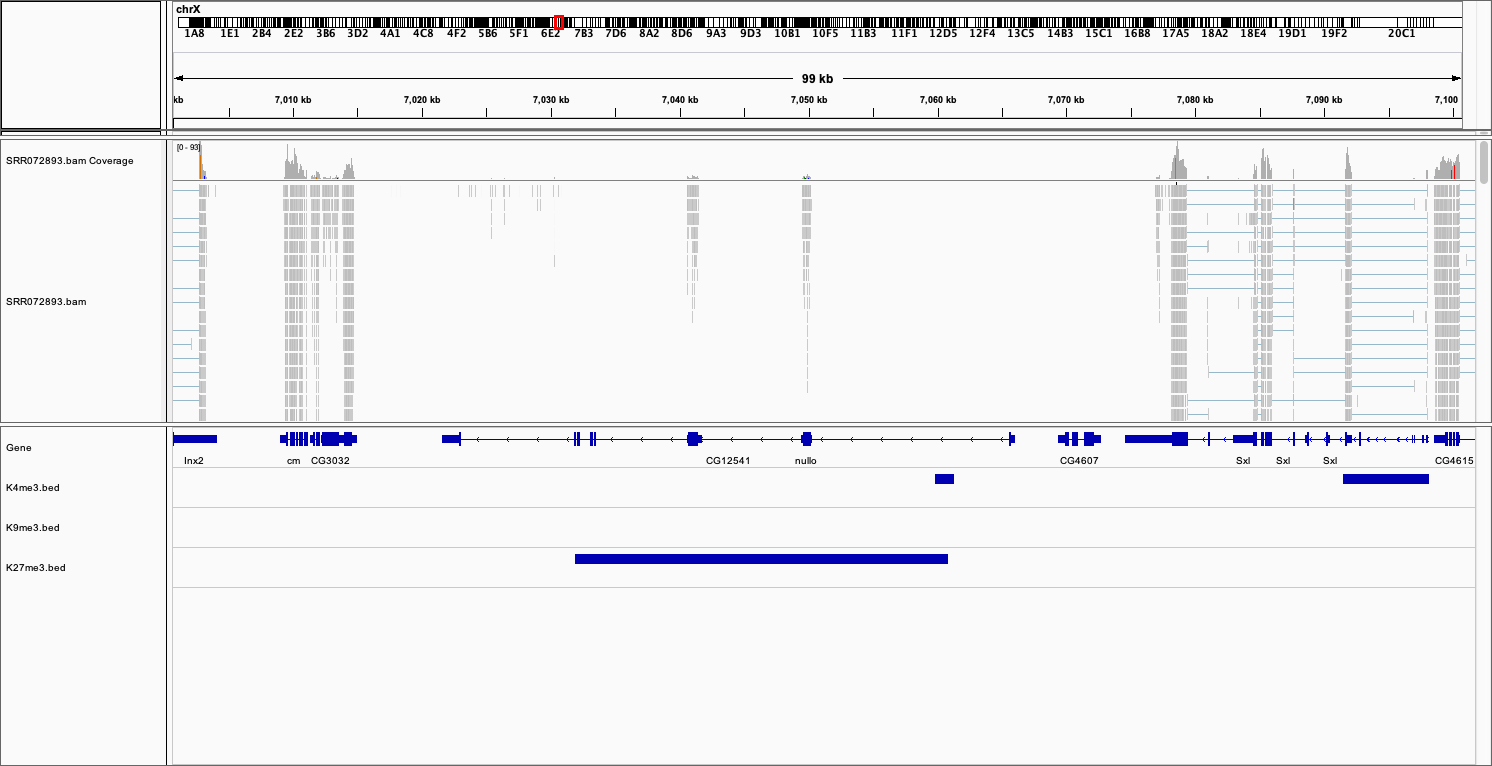 chrX
1A8 1E1 2B4 2E2 3B6 3D2 4A1 4C8 4F2 5B6 5F1 6E2 7B3 7D6 8A2 8D6 9A3 9D3 10B1 10F5 11B3 11F1 12D5 12F4 13C5 14B3 15C1 16B8 17A5 18A2 18E4 19D1 19F2 20C1
99 kb
kb 7,010 kb 7,020 kb 7,030 kb 7,040 kb 7,050 kb 7,060 kb 7,070 kb 7,080 kb 7,090 kb 7,100
[0 - 93]
SRR072893.bam Coverage
SRR072893.bam
Gene
Inx2 cm CG3032 CG12541 nullo CG4607 Sxl Sxl Sxl CG4615
K4me3.bed
K9me3.bed
K27me3.bed